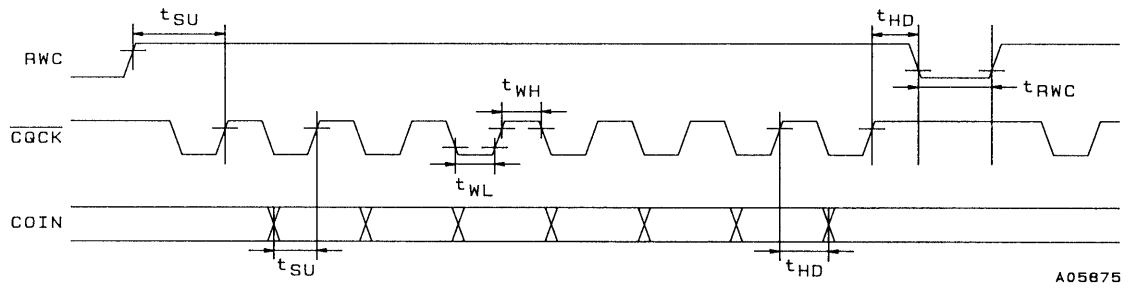 tSU
tHD
RWC
tWH
tRWC
CQCK
tWL
COIN
tSU
tHD
A05875